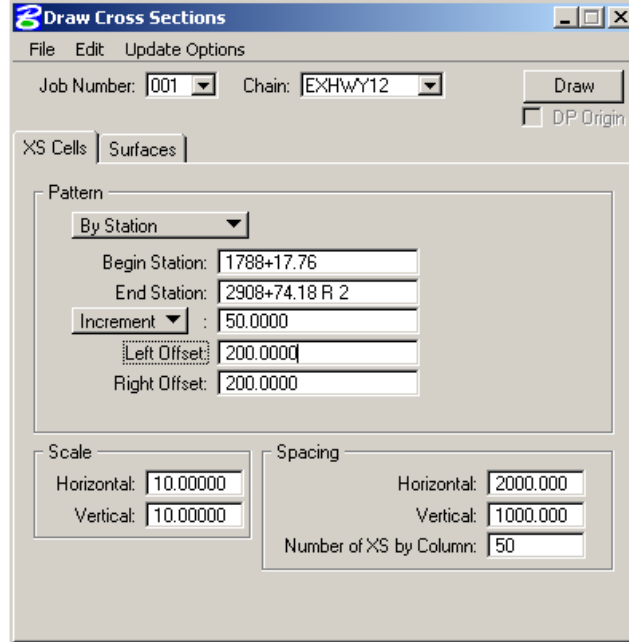 Draw Cross Sections
File Edit Update Options
Job Number: 001 Chain: EXHWY12 Draw
DP Origin
XS Cells Surfaces
Pattern
By Station
Begin Station: 1788+17.76
End Station: 2908+74.18 R 2
Increment : 50.0000
Left Offset: 200.0000
Right Offset: 200.0000
Scale Spacing
Horizontal: 10.00000 Horizontal: 2000.000
Vertical: 10.00000 Vertical: 1000.000
Number of XS by Column: 50